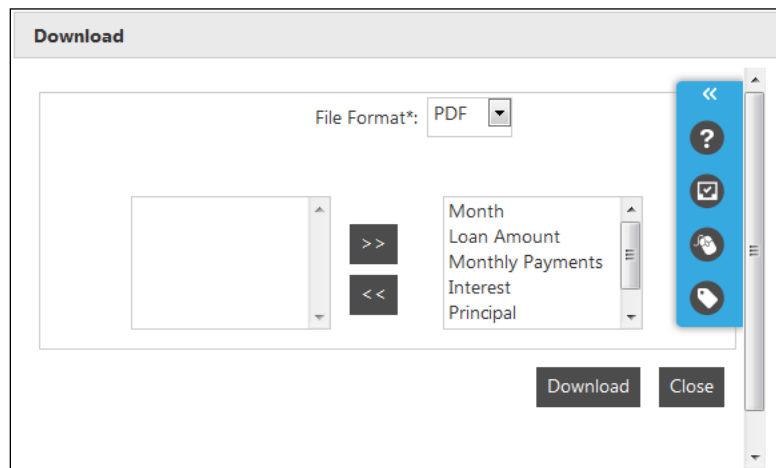 Download
File Format*: PDF
«
?
>>
<<
Month
Loan Amount
Monthly Payments
Interest
Principal
Download Close